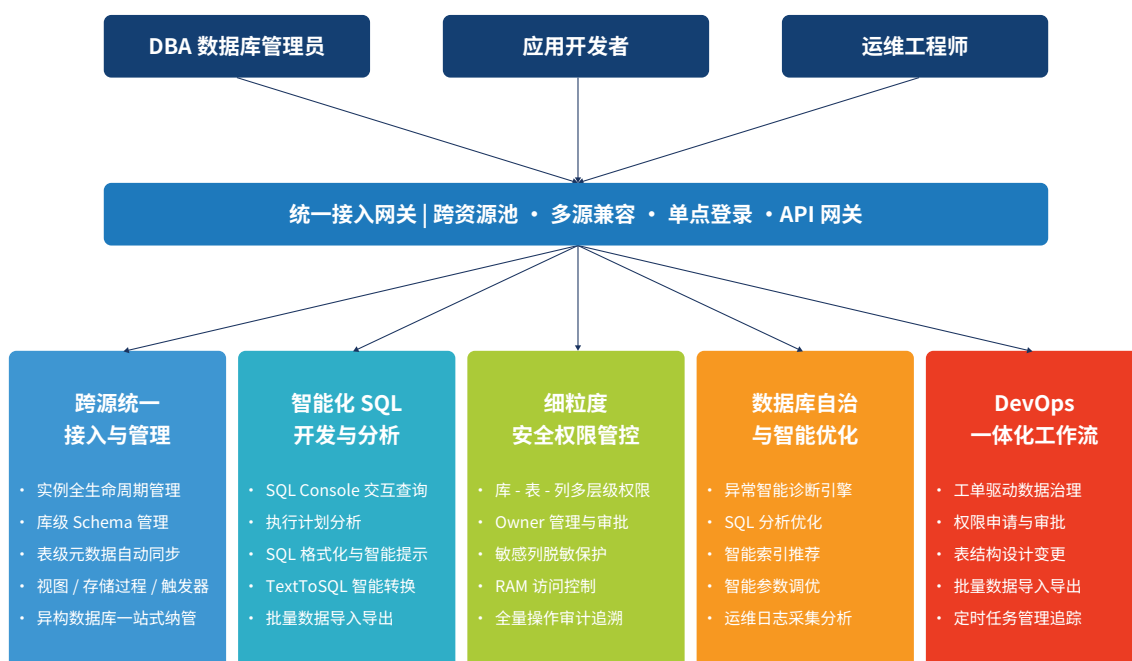 DBA 数据库管理员
应用开发者
运维工程师
统一接入网关 | 跨资源池 • 多源兼容 • 单点登录 • API 网关
跨源统一
接入与管理
• 实例全生命周期管理
• 库级 Schema 管理
• 表级元数据自动同步
• 视图 / 存储过程 / 触发器
• 异构数据库一站式纳管
智能化 SQL
开发与分析
• SQL Console 交互查询
• 执行计划分析
• SQL 格式化与智能提示
• TextToSQL 智能转换
• 批量数据导入导出
细粒度
安全权限管控
• 库 - 表 - 列多层级权限
• Owner 管理与审批
• 敏感列脱敏保护
• RAM 访问控制
• 全量操作审计追溯
数据库自治
与智能优化
• 异常智能诊断引擎
• SQL 分析优化
• 智能索引推荐
• 智能参数调优
• 运维日志采集分析
DevOps
一体化工作流
• 工单驱动数据治理
• 权限申请与审批
• 表结构设计变更
• 批量数据导入导出
• 定时任务管理追踪